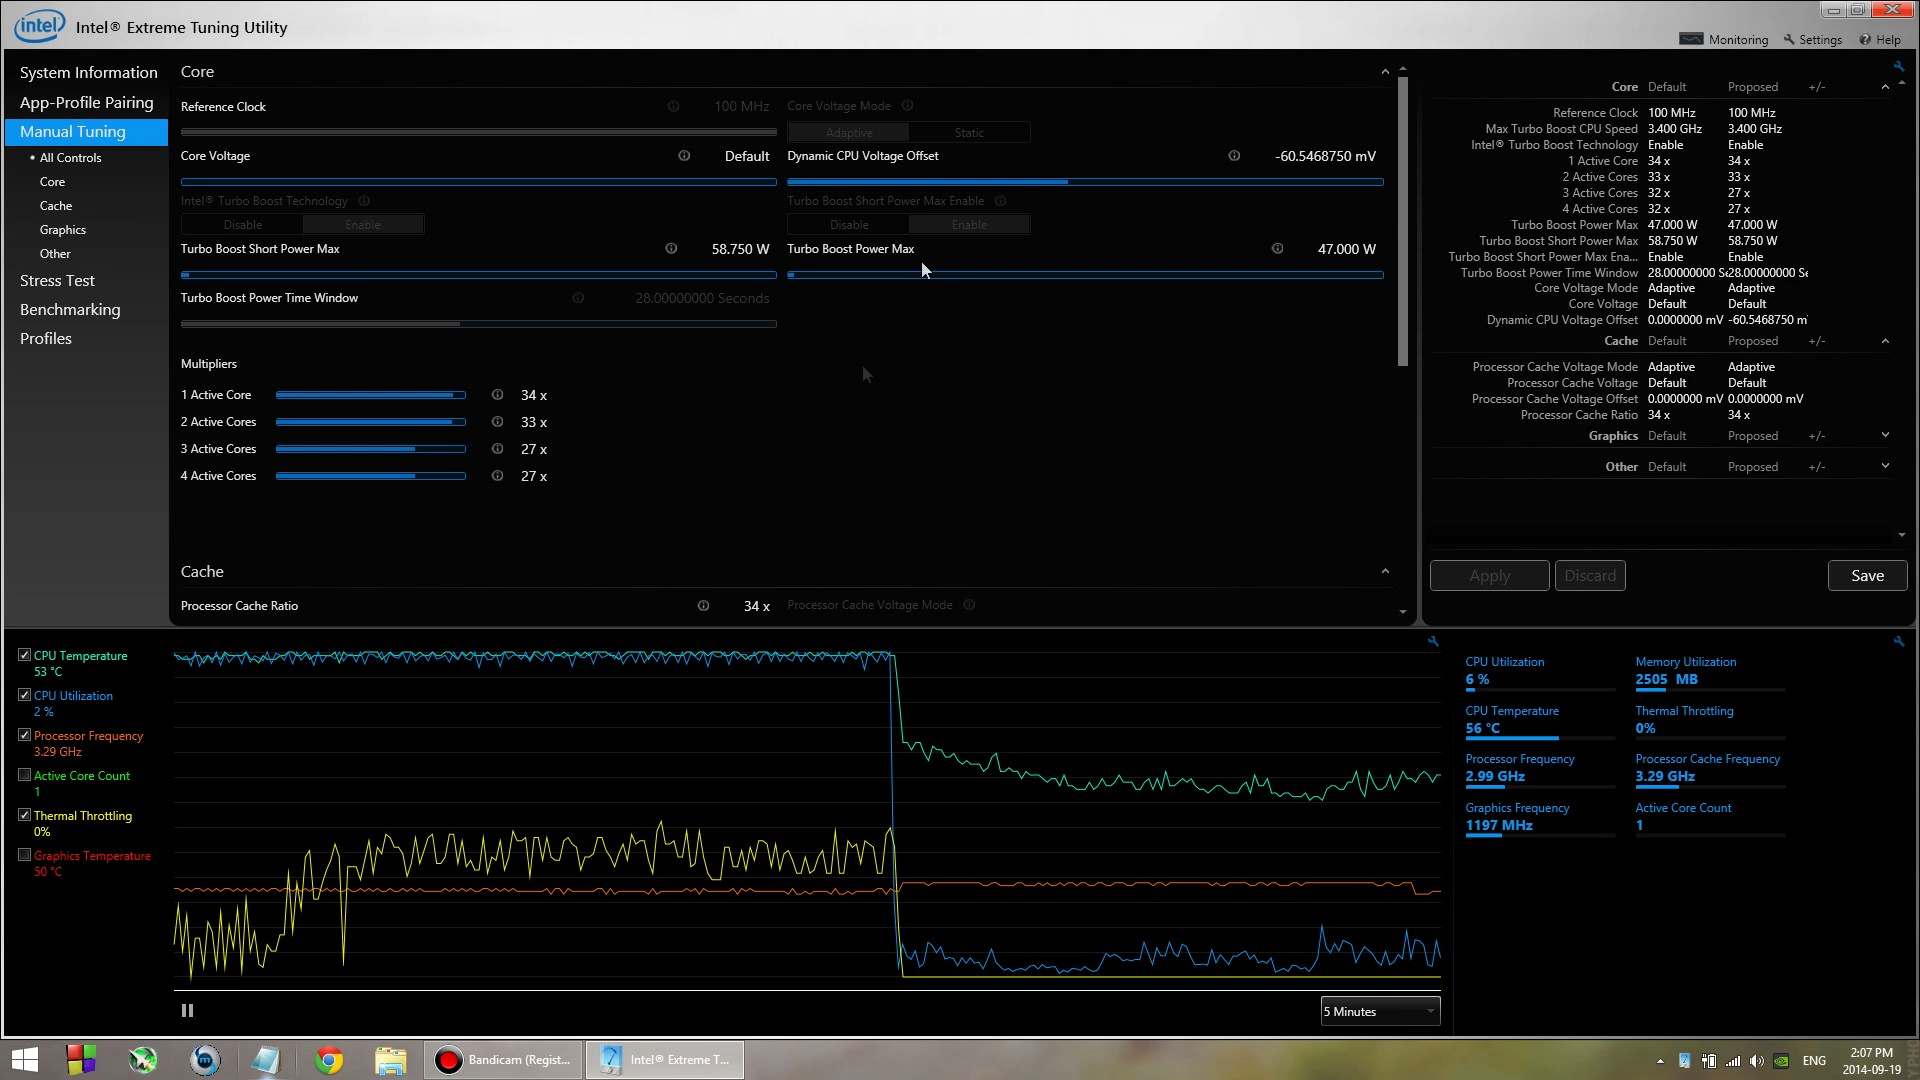 intel
Intel® Extreme Tuning Utility
Monitoring
Settings
Help
System Information
App-Profile Pairing
Manual Tuning
• All Controls
Core
Cache
Graphics
Other
Stress Test
Benchmarking
Profiles
Core
Reference Clock 100 MHz
Core Voltage Mode
Adaptive Static
Core Voltage Default
Dynamic CPU Voltage Offset -60.5468750 mV
Intel® Turbo Boost Technology
Disable Enable
Turbo Boost Short Power Max Enable
Disable Enable
Turbo Boost Short Power Max 58.750 W
Turbo Boost Power Max 47.000 W
Turbo Boost Power Time Window 28.00000000 Seconds
Multipliers
1 Active Core 34 x
2 Active Cores 33 x
3 Active Cores 27 x
4 Active Cores 27 x
Cache
Processor Cache Ratio 34 x
Processor Cache Voltage Mode
Core Default Proposed +/-
Reference Clock 100 MHz 100 MHz
Max Turbo Boost CPU Speed 3.400 GHz 3.400 GHz
Intel® Turbo Boost Technology Enable Enable
1 Active Core 34 x 34 x
2 Active Cores 33 x 33 x
3 Active Cores 32 x 27 x
4 Active Cores 32 x 27 x
Turbo Boost Power Max 47.000 W 47.000 W
Turbo Boost Short Power Max 58.750 W 58.750 W
Turbo Boost Short Power Max Ena... Enable Enable
Turbo Boost Power Time Window 28.00000000 Se 28.00000000 Se
Core Voltage Mode Adaptive Adaptive
Core Voltage Default Default
Dynamic CPU Voltage Offset 0.0000000 mV -60.5468750 m
Cache Default Proposed +/-
Processor Cache Voltage Mode Adaptive Adaptive
Processor Cache Voltage Default Default
Processor Cache Voltage Offset 0.0000000 mV 0.0000000 mV
Processor Cache Ratio 34 x 34 x
Graphics Default Proposed +/-
Other Default Proposed +/-
Apply Discard Save
CPU Temperature
53 °C
CPU Utilization
2 %
Processor Frequency
3.29 GHz
Active Core Count
1
Thermal Throttling
0%
Graphics Temperature
50 °C
5 Minutes
CPU Utilization
6 %
Memory Utilization
2505 MB
CPU Temperature
56 °C
Thermal Throttling
0%
Processor Frequency
2.99 GHz
Processor Cache Frequency
3.29 GHz
Graphics Frequency
1197 MHz
Active Core Count
1
Bandicam (Regist...
Intel® Extreme T...
ENG
2:07 PM
2014-09-19